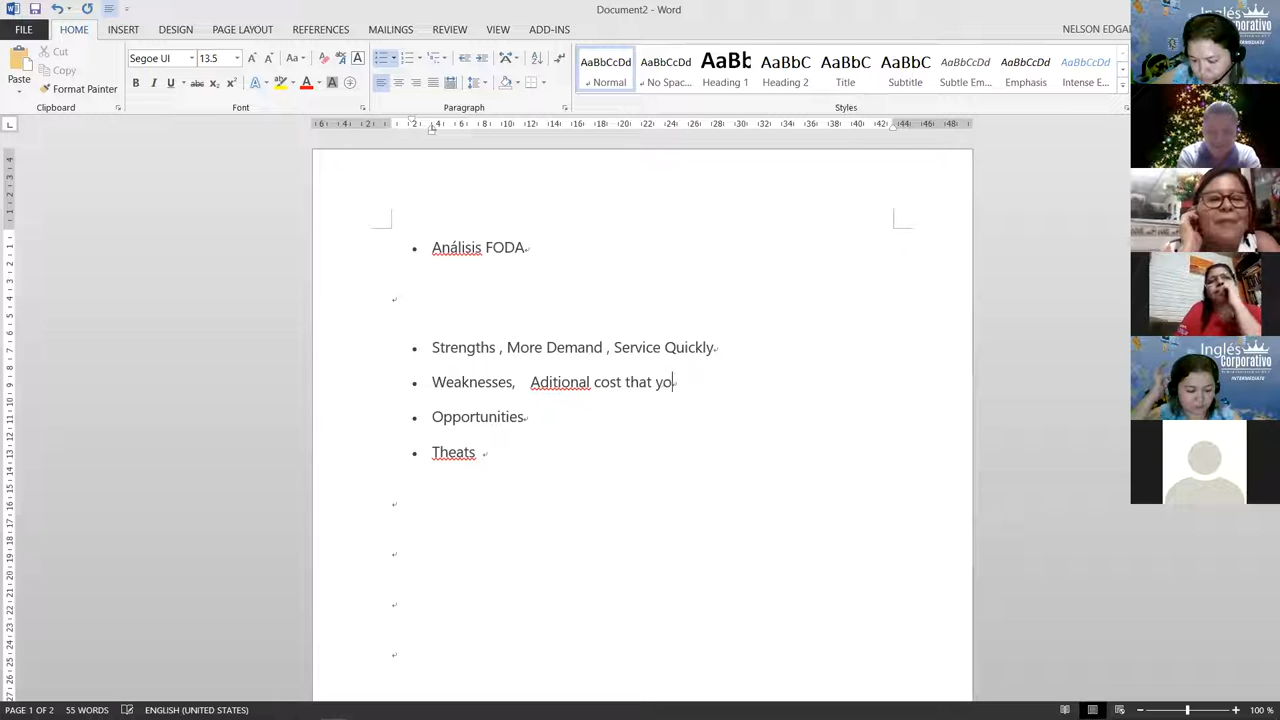 Document2 - Word
FILE HOME INSERT DESIGN PAGE LAYOUT REFERENCES MAILINGS REVIEW VIEW ADD-INS NELSON EDGAR
Cut
Copy
Format Painter
Paste
Segoe UI 13.5
AaBbCcDd AaBbCcDd AaBb AaBbCc AaBbC AaBbC AaBbCcDd AaBbCcDd AaBbCcDd
Normal No Spac... Heading 1 Heading 2 Title Subtitle Subtle Em... Emphasis Intense E...
Clipboard Font Paragraph Styles
• Análisis FODA
• Strengths , More Demand , Service Quickly
• Weaknesses, Aditional cost that yo
• Opportunities
• Theats
Inglés
Corporativo
INTERMEDIATE
Inglés
Corporativo
INTERMEDIATE
PAGE 1 OF 2 55 WORDS ENGLISH (UNITED STATES) 100 %